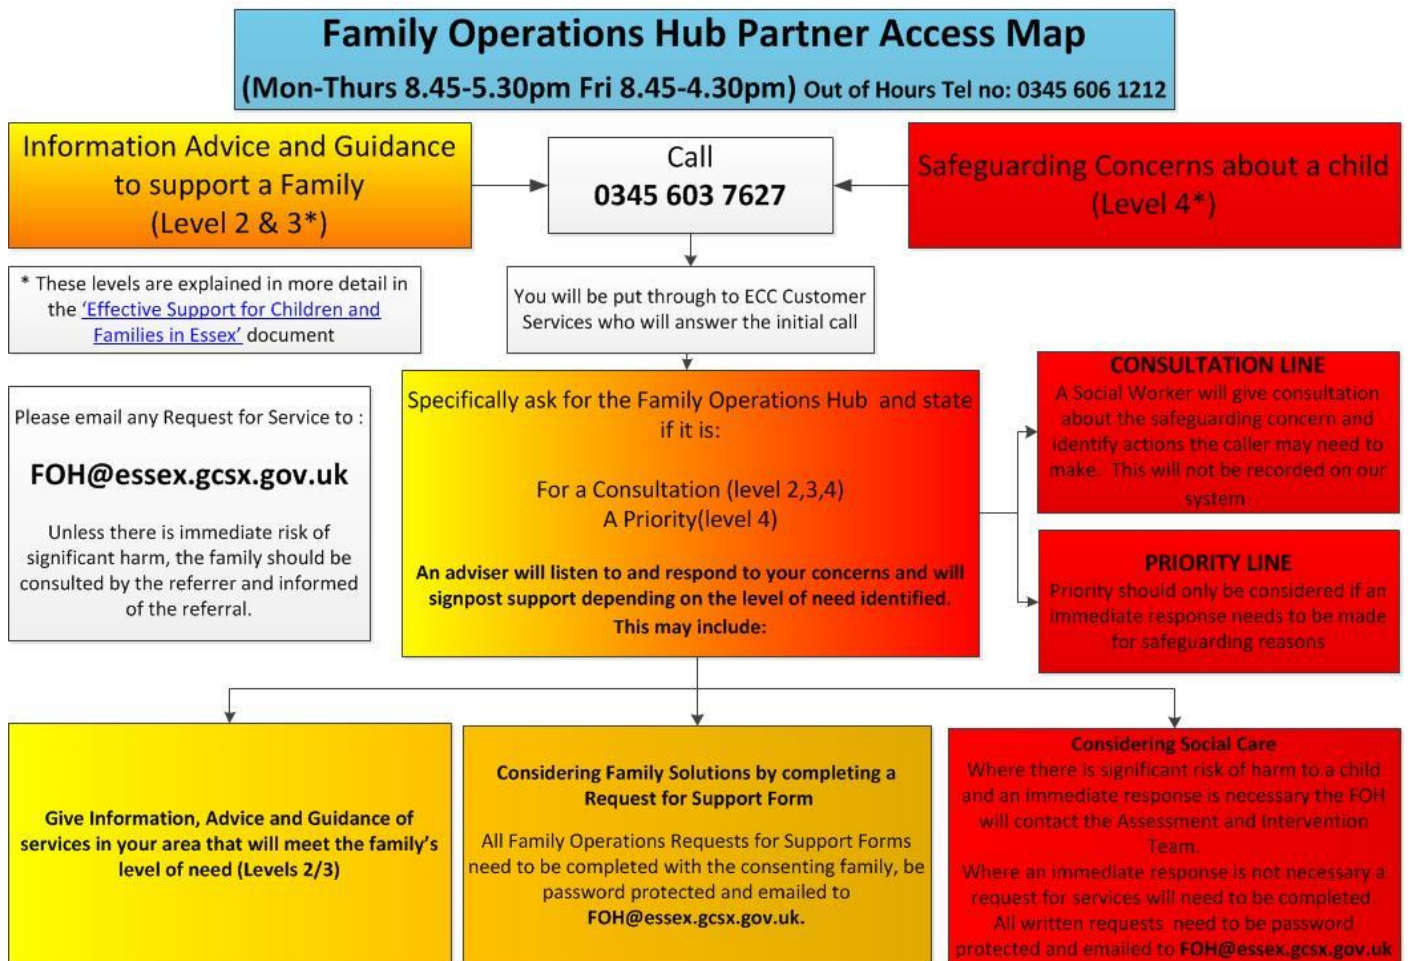 Family Operations Hub Partner Access Map
(Mon-Thurs 8.45-5.30pm Fri 8.45-4.30pm) Out of Hours Tel no: 0345 606 1212
Information Advice and Guidance
to support a Family
(Level 2 & 3*)
Call
0345 603 7627
Safeguarding Concerns about a child
(Level 4*)
* These levels are explained in more detail in
the 'Effective Support for Children and
Families in Essex' document
You will be put through to ECC Customer
Services who will answer the initial call
Please email any Request for Service to :
FOH@essex.gcsx.gov.uk
Unless there is immediate risk of
significant harm, the family should be
consulted by the referrer and informed
of the referral.
Specifically ask for the Family Operations Hub and state
if it is:
For a Consultation (level 2,3,4)
A Priority(level 4)
An adviser will listen to and respond to your concerns and will
signpost support depending on the level of need identified.
This may include:
CONSULTATION LINE
A Social Worker will give consultation
about the safeguarding concern and
identify actions the caller may need to
make. This will not be recorded on our
system
PRIORITY LINE
Priority should only be considered if an
immediate response needs to be made
for safeguarding reasons
Give Information, Advice and Guidance of
services in your area that will meet the family's
level of need (Levels 2/3)
Considering Family Solutions by completing a
Request for Support Form
All Family Operations Requests for Support Forms
need to be completed with the consenting family, be
password protected and emailed to
FOH@essex.gcsx.gov.uk.
Considering Social Care
Where there is significant risk of harm to a child
and an immediate response is necessary the FOH
will contact the Assessment and Intervention
Team.
Where an immediate response is not necessary a
request for services will need to be completed
All written requests need to be password
protected and emailed to FOH@essex.gcsx.gov.uk